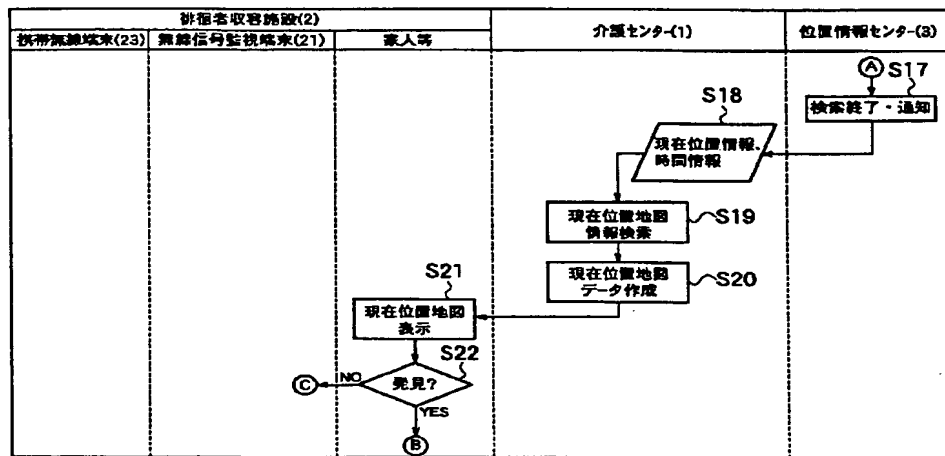 徘徊者収容施設(2)
介護センター(1)
位置情報センター(3)
携帯無線端末(23)
無線信号監視端末(21)
家人等
A
S17
検索終了・通知
S18
現在位置情報、
時間情報
現在位置地図
情報検索
S19
現在位置地図
データ作成
S20
S21
現在位置地図
表示
S22
発見?
NO
C
YES
B